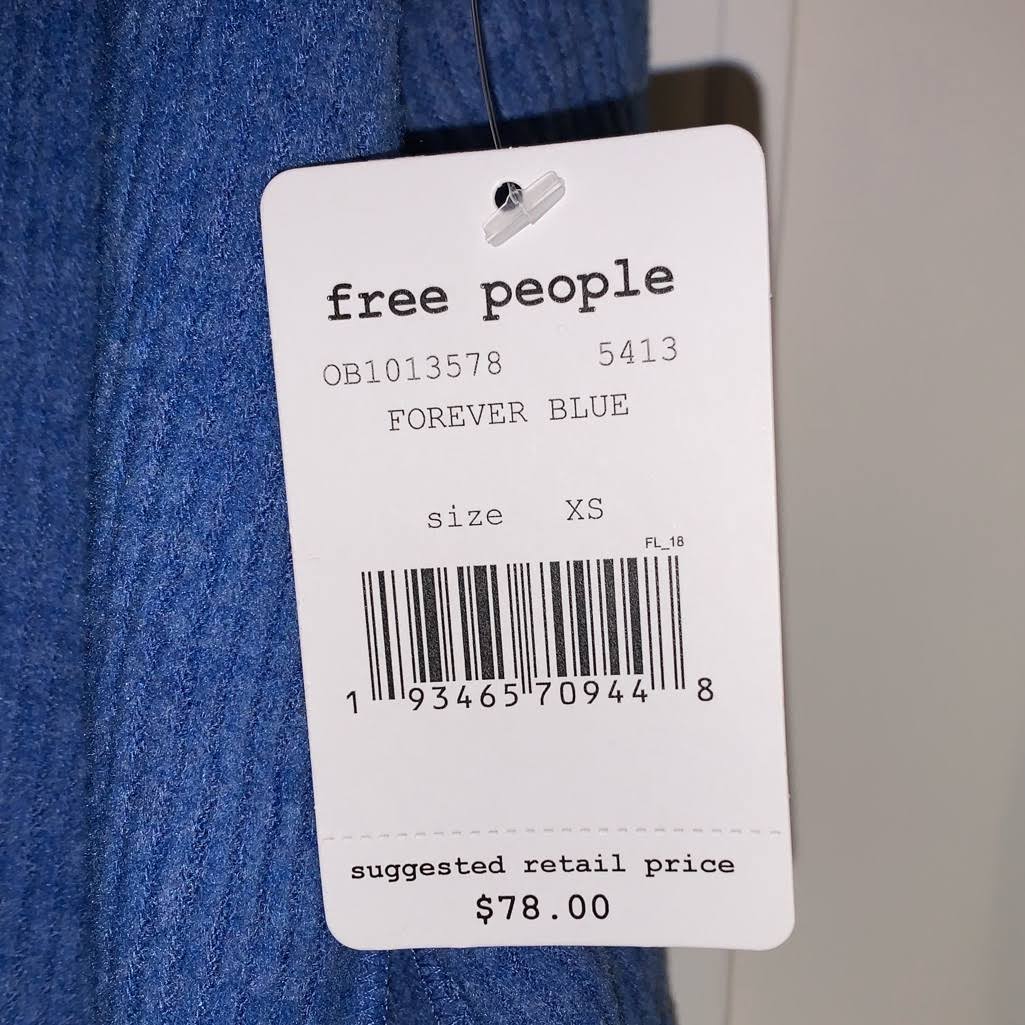 free people
OB1013578 5413
FOREVER BLUE
size XS
FL_18
1 93465 70944 8
suggested retail price
$78.00